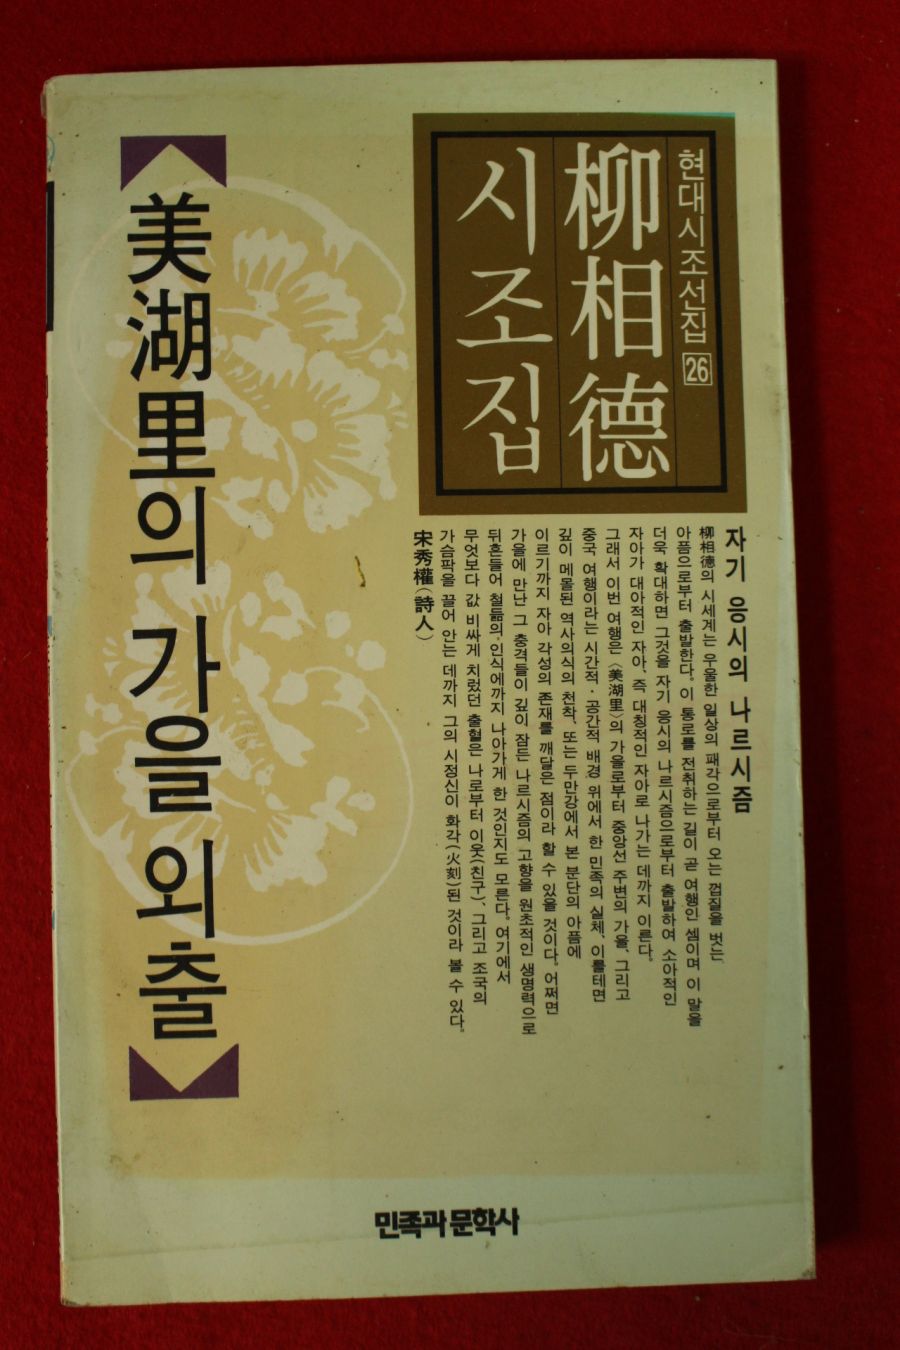 현대시조선집 26
柳相德
시조집
자기 응시의 나르시즘
柳相德의 시세계는 우울한 일상의 패각으로부터 오는 껍질을 벗는
아픔으로부터 출발한다. 이 통로를 전취하는 길이 곧 여행인 셈이며 이 말을
더욱 확대하면 그것을 자기 응시의 나르시즘으로부터 출발하여 소아적인
자아가 대아적인 자아, 즉 대칭적인 자아로 나가는 데까지 이른다.
그래서 이번 여행은 〈美湖里〉의 가을로부터 중앙선 주변의 가을, 그리고
중국 여행이라는 시간적·공간적 배경 위에서 한 민족의 실체, 이를테면
깊이 메몰된 역사의식의 천착, 또는 두만강에서 본 분단의 아픔에
이르기까지 자아 각성의 존재를 깨달은 점이라 할 수 있을 것이다. 어쩌면
가을에 만난 그 충격들이 깊이 잠든 나르시즘의 고향을 원초적인 생명력으로
뒤흔들어 철듦의 인식에까지 나아가게 한 것인지도 모른다. 여기에서
무엇보다 값 비싸게 치렀던 출혈은 나로부터 이웃(친구), 그리고 조국의
가슴팍을 끌어 안는 데까지 그의 시정신이 화각(火刻)된 것이라 볼 수 있다.
宋秀權(詩人)
美湖里의 가을 외출
민족과문학사